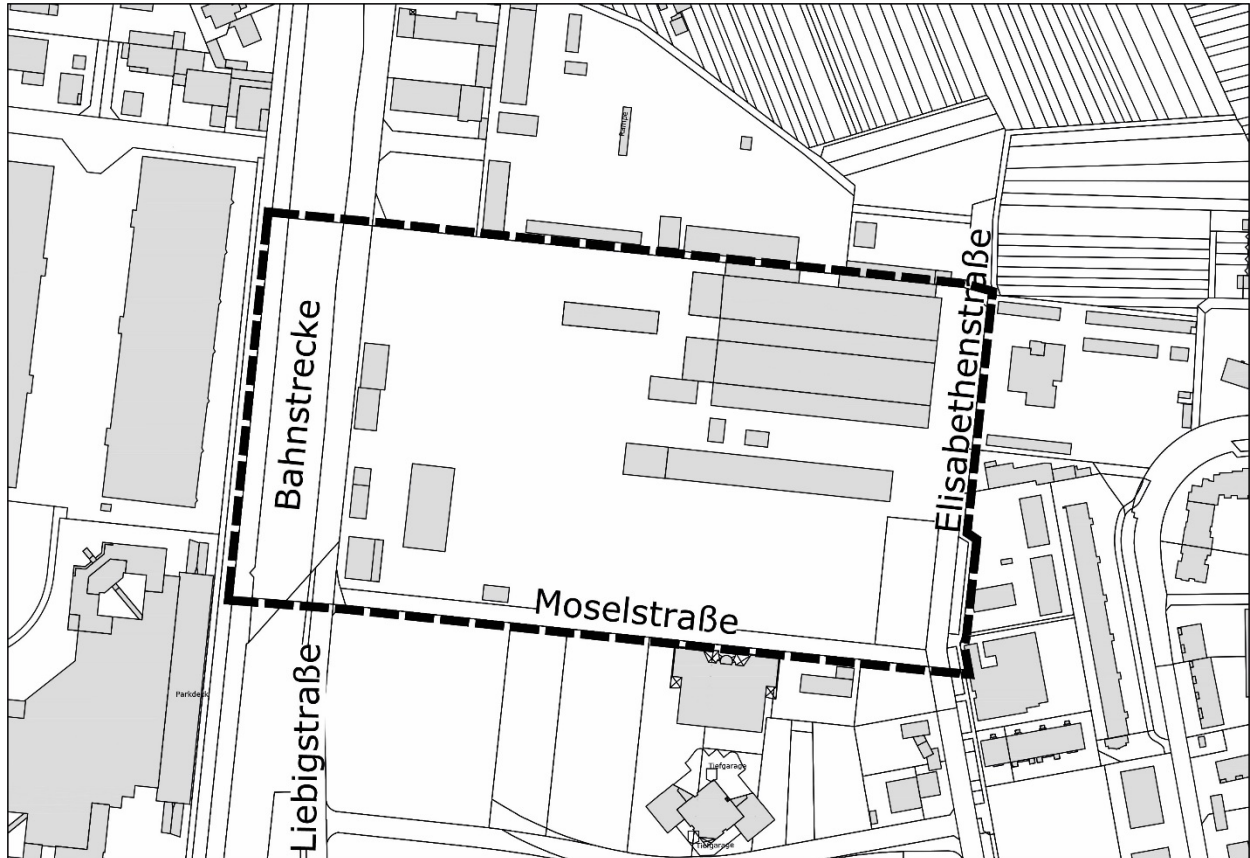 Rampe
Elisabethenstraße
Bahnstrecke
Moselstraße
Liebigstraße
Parkdeck
Tiefgarage
Tiefgarage